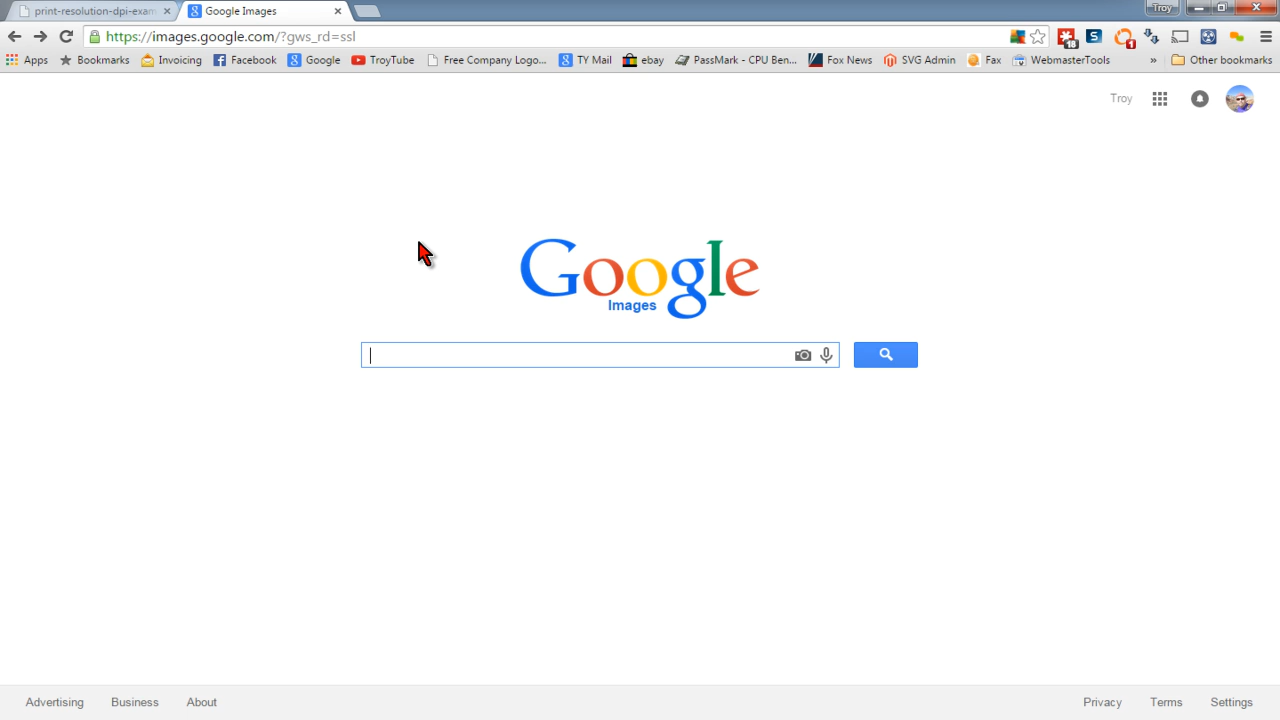 print-resolution-dpi-exam
Google Images
Troy
https://images.google.com/?gws_rd=ssl
18
S
1
Apps
Bookmarks
Invoicing
Facebook
Google
TroyTube
Free Company Logo...
TY Mail
ebay
PassMark - CPU Ben...
Fox News
SVG Admin
Fax
WebmasterTools
»
Other bookmarks
Troy
Google
Images
Advertising
Business
About
Privacy
Terms
Settings